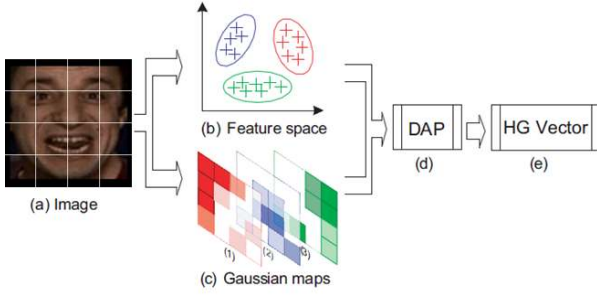 (a) Image
(b) Feature space
(1)
(2)
(3)
(c) Gaussian maps
DAP
(d)
HG Vector
(e)